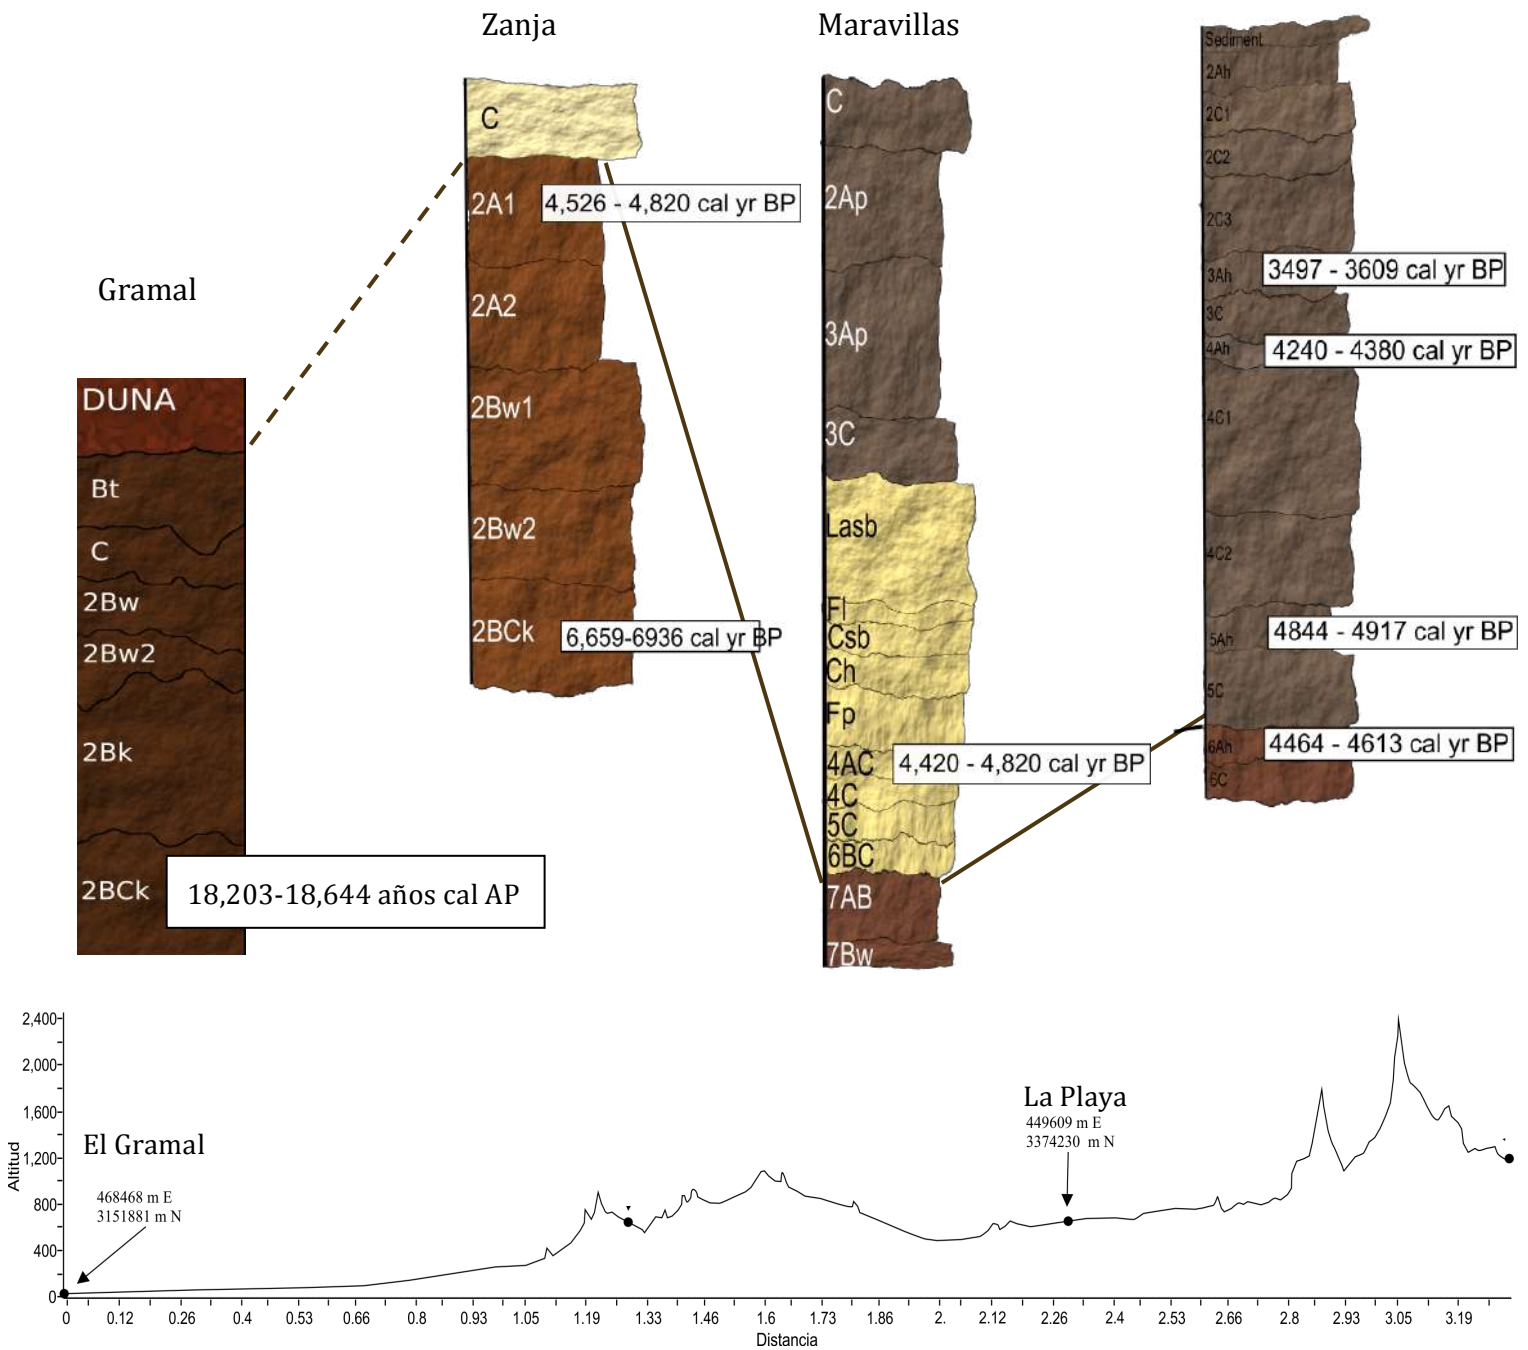 Zanja
Maravillas
Gramal
DUNA
Bt
C
2Bw
2Bw2
2Bk
2BCk
18,203-18,644 años cal AP
C
2A1
4,526 - 4,820 cal yr BP
2A2
2Bw1
2Bw2
2BCk
6,659-6936 cal yr BP
C
2Ap
3Ap
3C
Lasb
Fl
Csb
Ch
Fp
4AC
4,420 - 4,820 cal yr BP
4C
5C
6BC
7AB
7Bw
Sediment
2Ah
2C1
2C2
2C3
3Ah
3497 - 3609 cal yr BP
3C
4Ah
4240 - 4380 cal yr BP
4C1
4C2
5Ah
4844 - 4917 cal yr BP
5C
6Ah
4464 - 4613 cal yr BP
6C
2,400
2,000
1,600
1,200
800
400
0
Altitud
El Gramal
468468 m E
3151881 m N
La Playa
449609 m E
3374230 m N
0 0.12 0.26 0.4 0.53 0.66 0.8 0.93 1.05 1.19 1.33 1.46 1.6 1.73 1.86 2. 2.12 2.26 2.4 2.53 2.66 2.8 2.93 3.05 3.19
Distancia